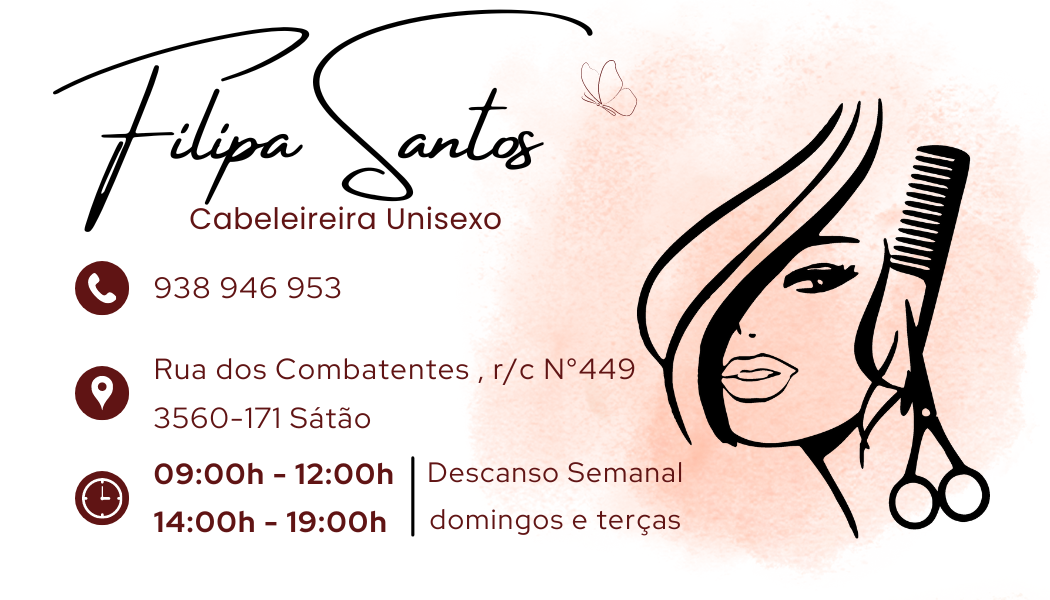 Filipa Santos
Cabeleireira Unisexo
938 946 953
Rua dos Combatentes , r/c N°449
3560-171 Sátão
09:00h - 12:00h
14:00h - 19:00h
Descanso Semanal
domingos e terças